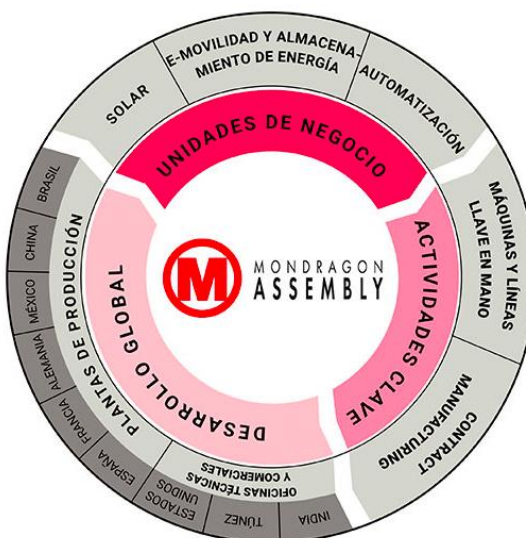 SOLAR
E-MOVILIDAD Y ALMACENA-
MIENTO DE ENERGÍA
AUTOMATIZACIÓN
UNIDADES DE NEGOCIO
MÁQUINAS Y LÍNEAS
LLAVE EN MANO
CONTRACT
MANUFACTURING
ACTIVIDADES CLAVE
M MONDRAGON
ASSEMBLY
DESARROLLO GLOBAL
PLANTAS DE PRODUCCIÓN
BRASIL
CHINA
MÉXICO
ALEMANIA
FRANCIA
ESPAÑA
OFICINAS TÉCNICAS
Y COMERCIALES
ESTADOS
UNIDOS
TÚNEZ
INDIA